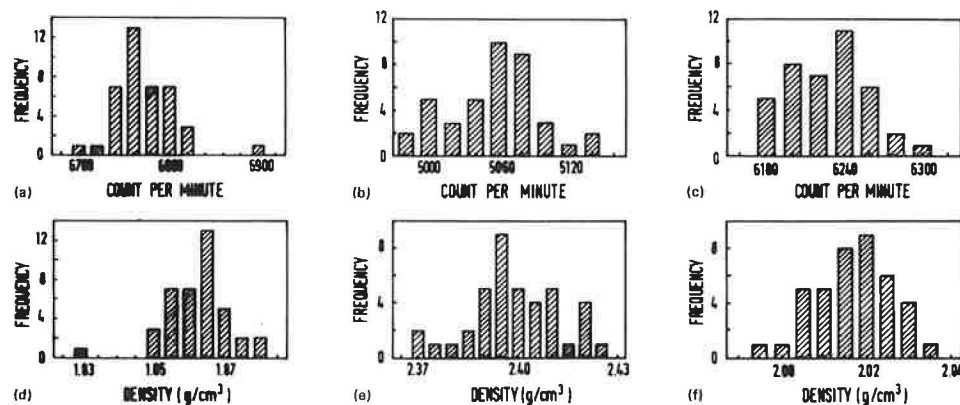 12
8
4
0
FREQUENCY
6700 6800 6900
(a) COUNT PER MINUTE
12
8
4
0
FREQUENCY
5000 5060 5120
(b) COUNT PER MINUTE
12
8
4
0
FREQUENCY
6180 6240 6300
(c) COUNT PER MINUTE
12
8
4
0
FREQUENCY
1.83 1.85 1.87
(d) DENSITY (g/cm³)
8
4
0
FREQUENCY
2.37 2.40 2.43
(e) DENSITY (g/cm³)
8
4
0
FREQUENCY
2.00 2.02 2.04
(f) DENSITY (g/cm³)